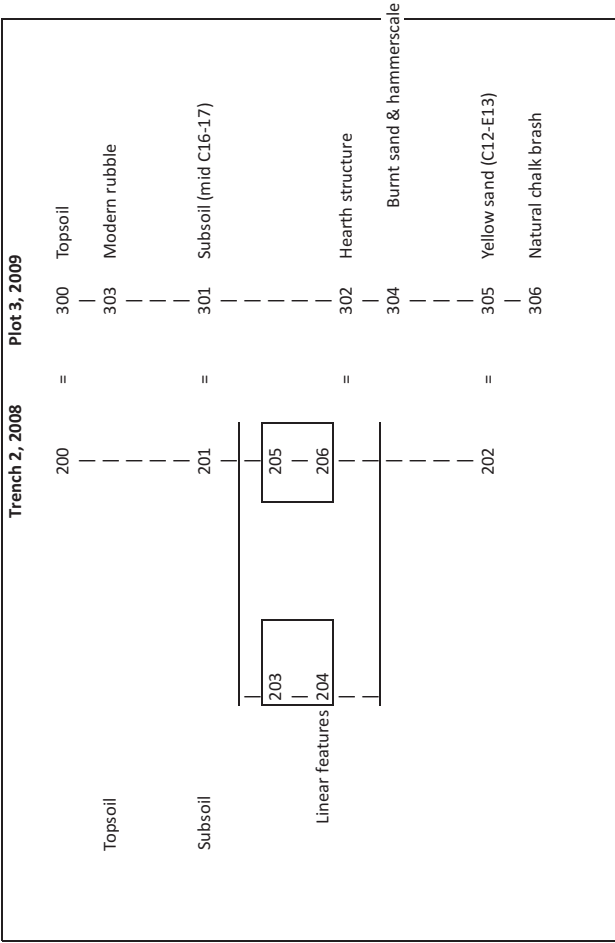 Trench 2, 2008 Plot 3, 2009
200 = 300 Topsoil
Topsoil 303 Modern rubble
Subsoil 201 = 301 Subsoil (mid C16-17)
203 205
Linear features 204 206
= 302 Hearth structure
304 Burnt sand & hammerscale
202 = 305 Yellow sand (C12-E13)
306 Natural chalk brash